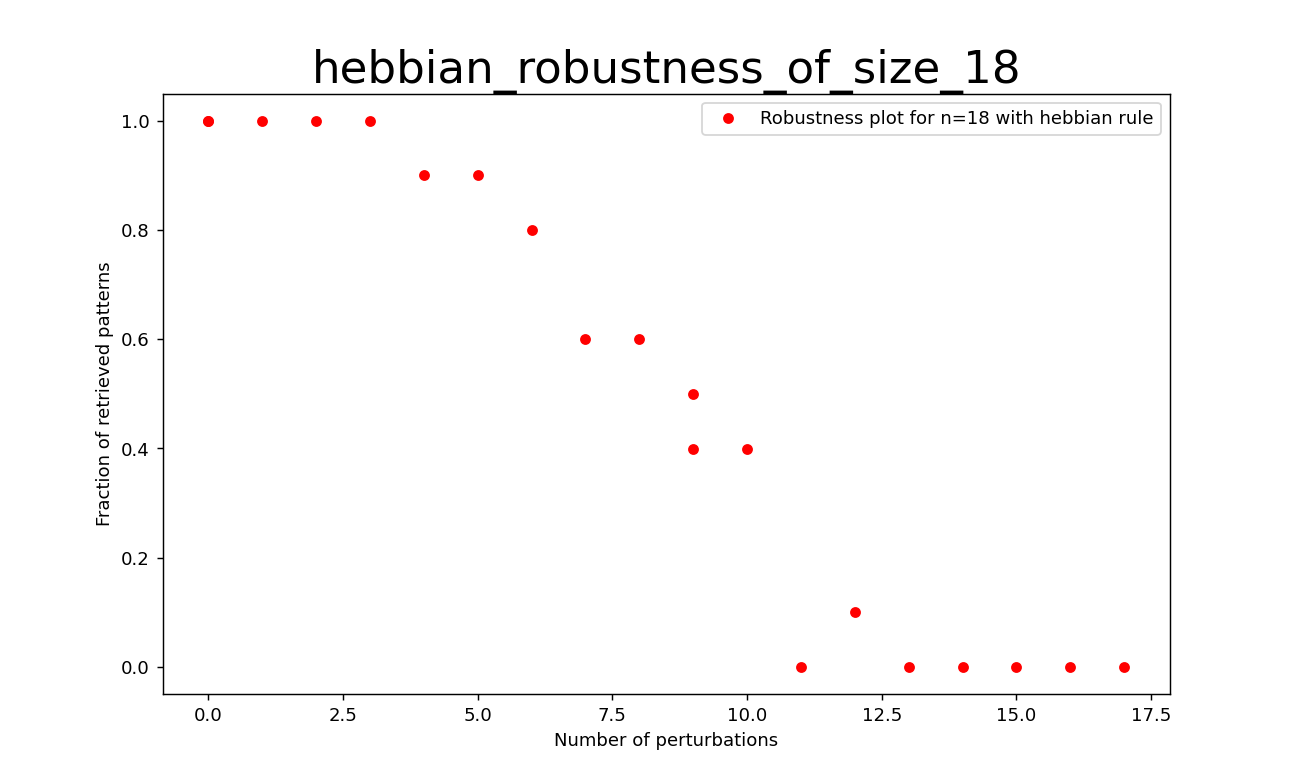 hebbian_robustness_of_size_18
Robustness plot for n=18 with hebbian rule
1.0
0.8
0.6
0.4
0.2
0.0
Fraction of retrieved patterns
0.0 2.5 5.0 7.5 10.0 12.5 15.0 17.5
Number of perturbations